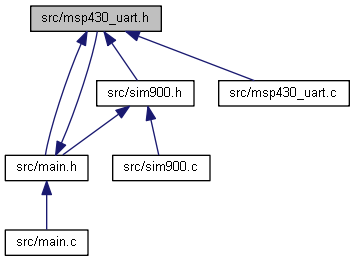 src/msp430_uart.h
src/sim900.h
src/msp430_uart.c
src/main.h
src/sim900.c
src/main.c